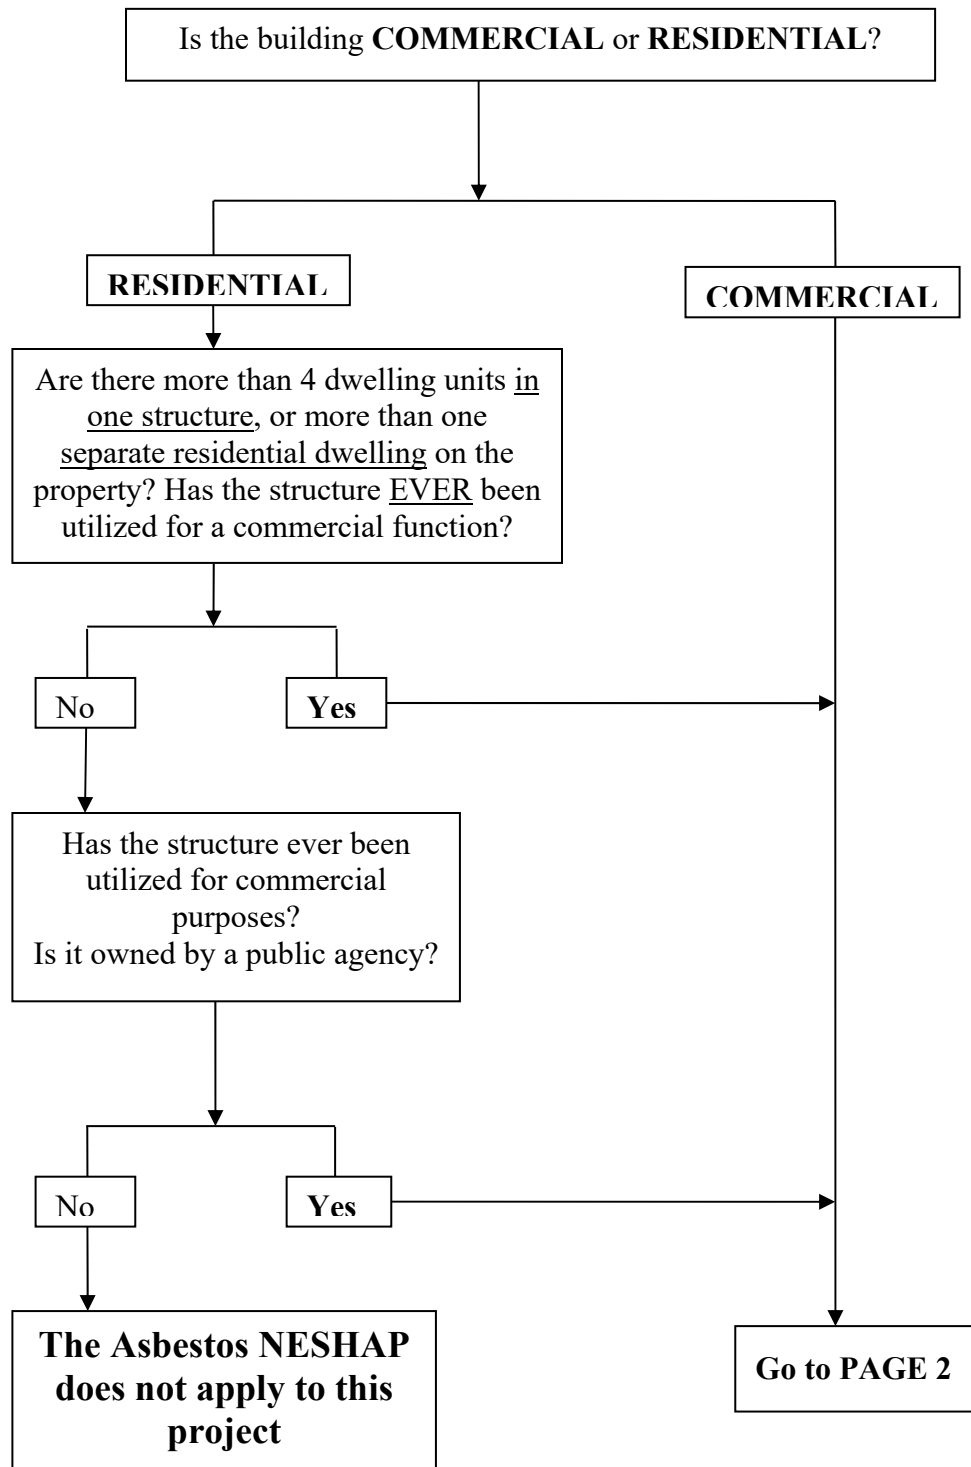 Is the building COMMERCIAL or RESIDENTIAL?
RESIDENTIAL
COMMERCIAL
Are there more than 4 dwelling units in
one structure, or more than one
separate residential dwelling on the
property? Has the structure EVER been
utilized for a commercial function?
No
Yes
Has the structure ever been
utilized for commercial
purposes?
Is it owned by a public agency?
No
Yes
The Asbestos NESHAP
does not apply to this
project
Go to PAGE 2